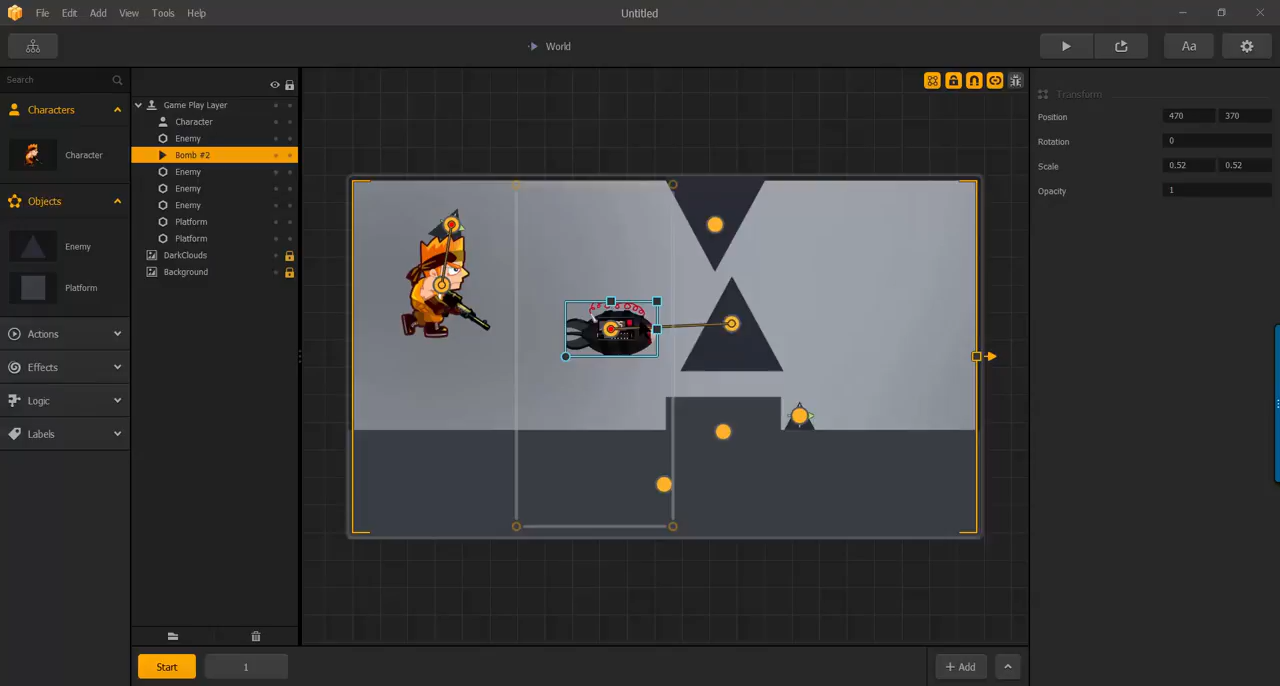 File Edit Add View Tools Help
Untitled
World
Aa
Search
Characters
Character
Objects
Enemy
Platform
Actions
Effects
Logic
Labels
Game Play Layer
Character
Enemy
Bomb #2
Enemy
Enemy
Enemy
Platform
Platform
DarkClouds
Background
Transform
Position 470 370
Rotation 0
Scale 0.52 0.52
Opacity 1
Start 1
+ Add